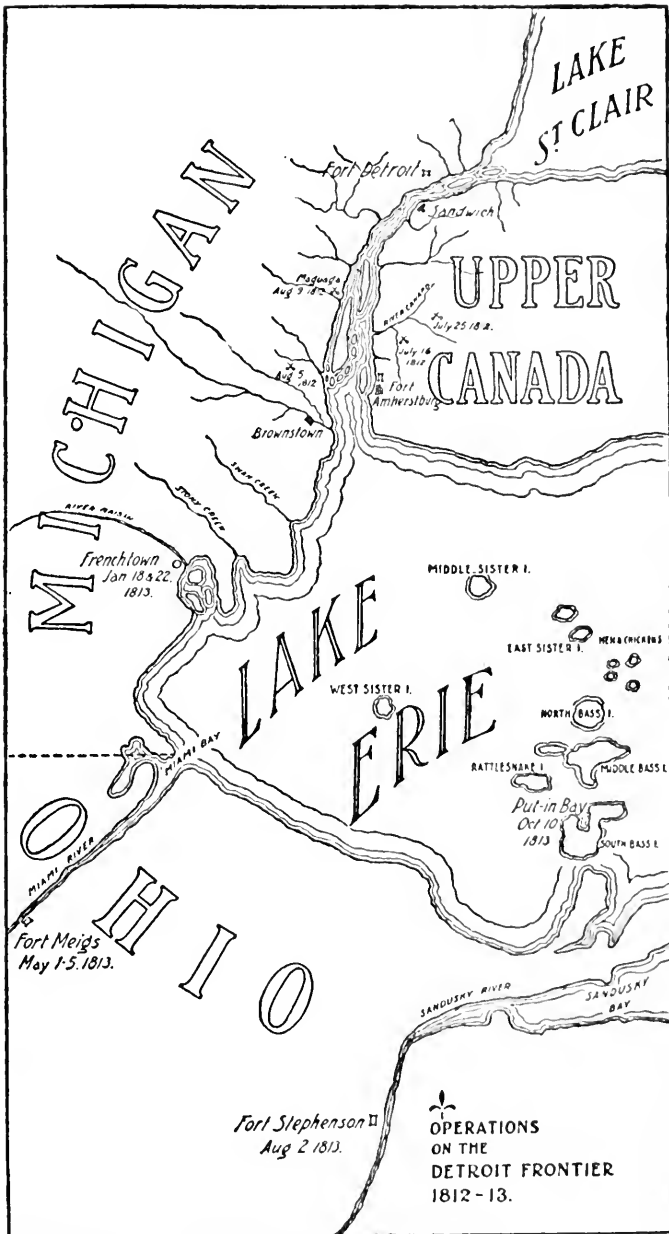 LAKE
ST CLAIR
Fort Detroit
Sandwich
MICHIGAN
UPPER
CANADA
Maguaga
Aug 9 1812
RIVER CANARD
July 25 1812.
July 16
1812
Aug 5
1812
Fort
Amherstburg
Brownstown
SWAN CREEK
STONY CREEK
RIVER RAISIN
Frenchtown
Jan 18 & 22.
1813.
MIDDLE SISTER I.
EAST SISTER I.
HEN & CHICKENS
LAKE
ERIE
WEST SISTER I.
NORTH BASS I.
RATTLESNAKE I.
MIDDLE BASS I.
Put-in Bay
Oct 10
1813
SOUTH BASS I.
MIAMI BAY
OHIO
MIAMI RIVER
Fort Meigs
May 1-5. 1813.
SANDUSKY RIVER
SANDUSKY
BAY
Fort Stephenson
Aug 2 1813.
OPERATIONS
ON THE
DETROIT FRONTIER
1812-13.